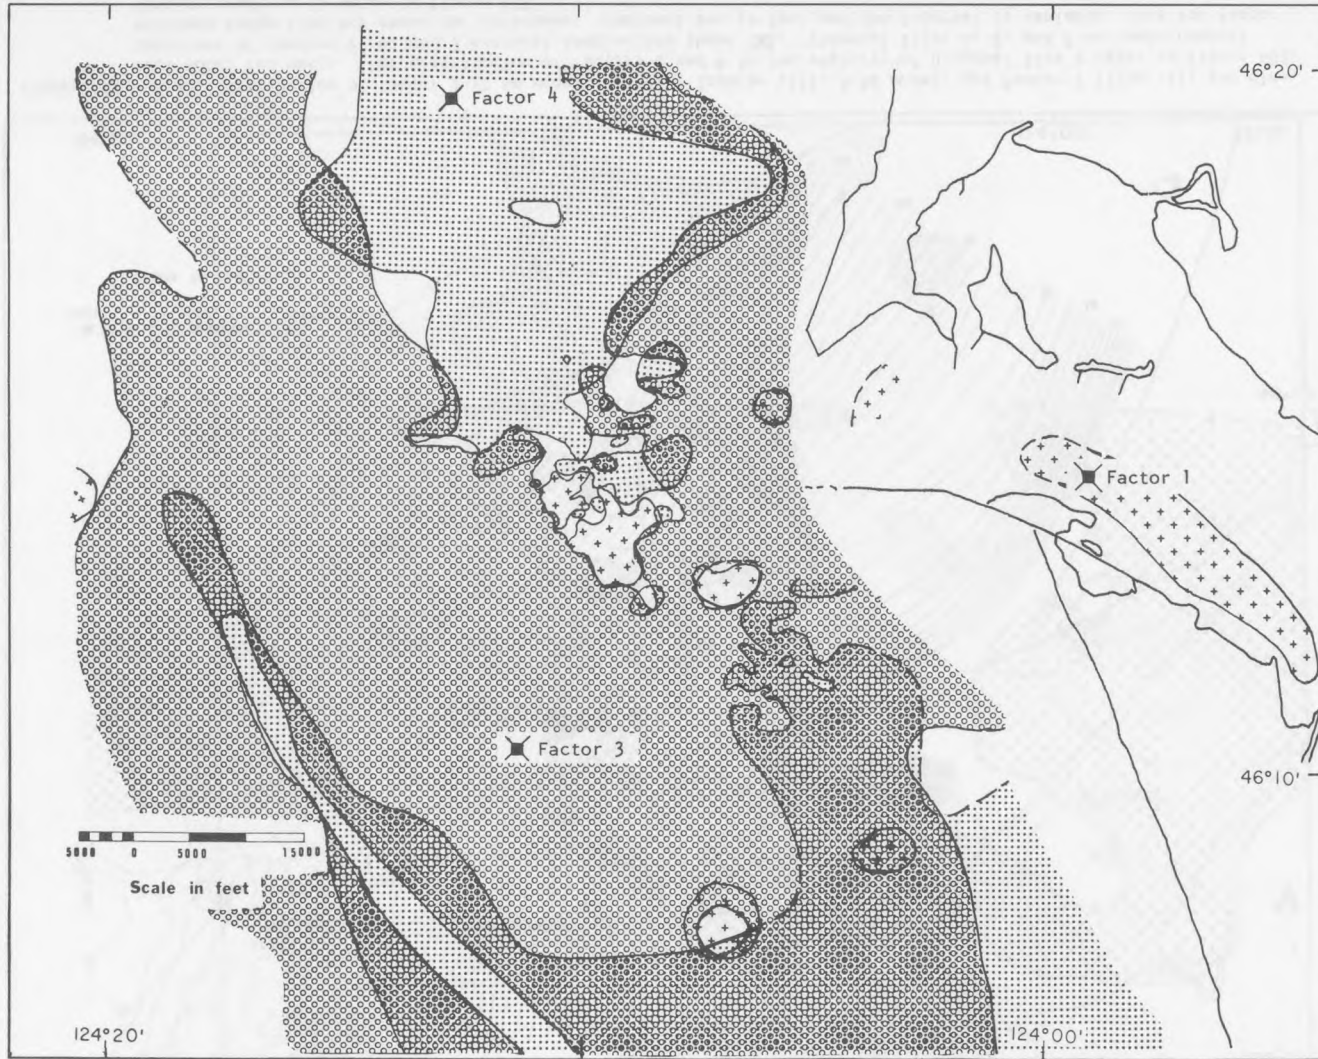 46°20'
Factor 4
Factor 1
Factor 3
46°10'
5000 0 5000 15000
Scale in feet
124°20'
124°00'